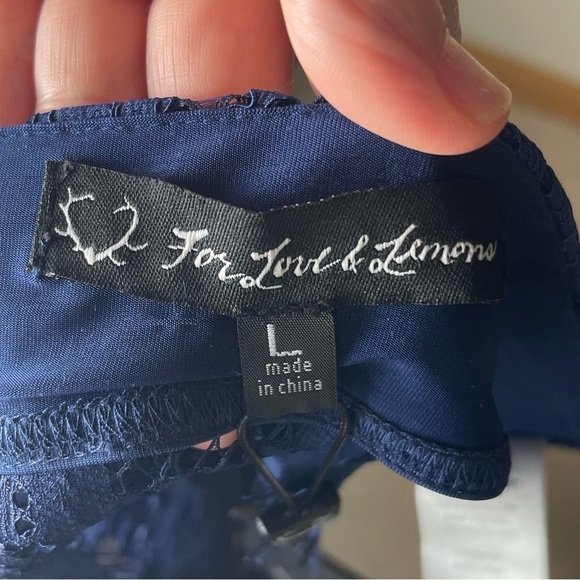 For Love & Lemons
L
made
in china